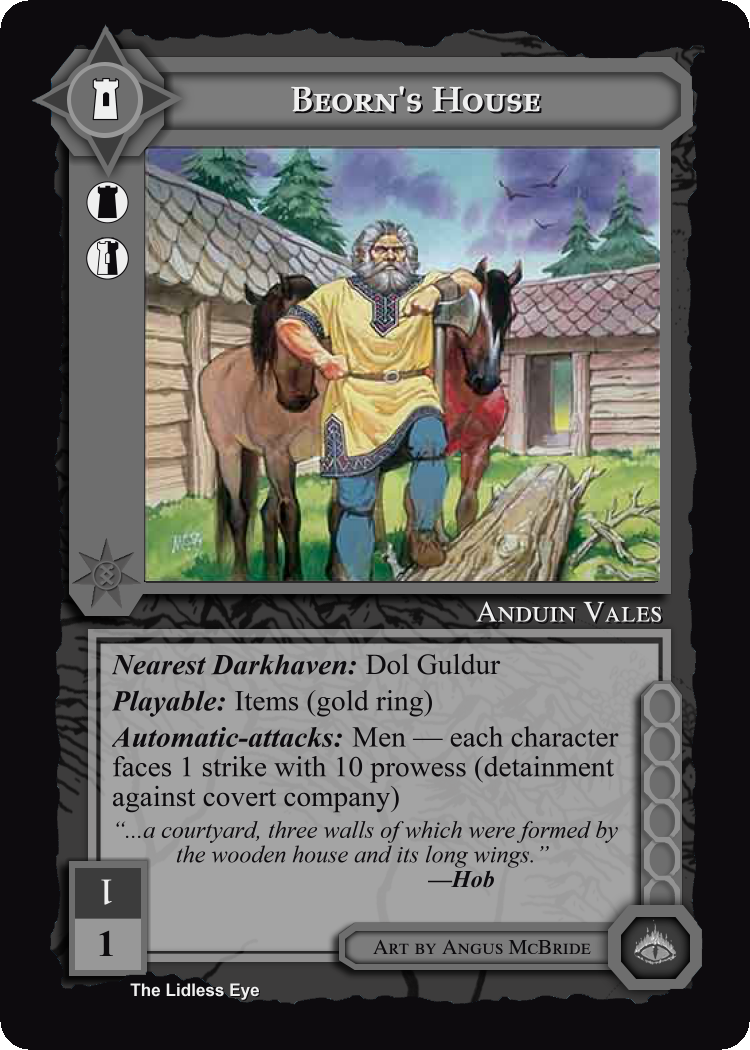 Beorn's House
Anduin Vales
Nearest Darkhaven: Dol Guldur
Playable: Items (gold ring)
Automatic-attacks: Men — each character
faces 1 strike with 10 prowess (detainment
against covert company)
“...a courtyard, three walls of which were formed by
the wooden house and its long wings.”
—Hob
1
1
Art by Angus McBride
The Lidless Eye